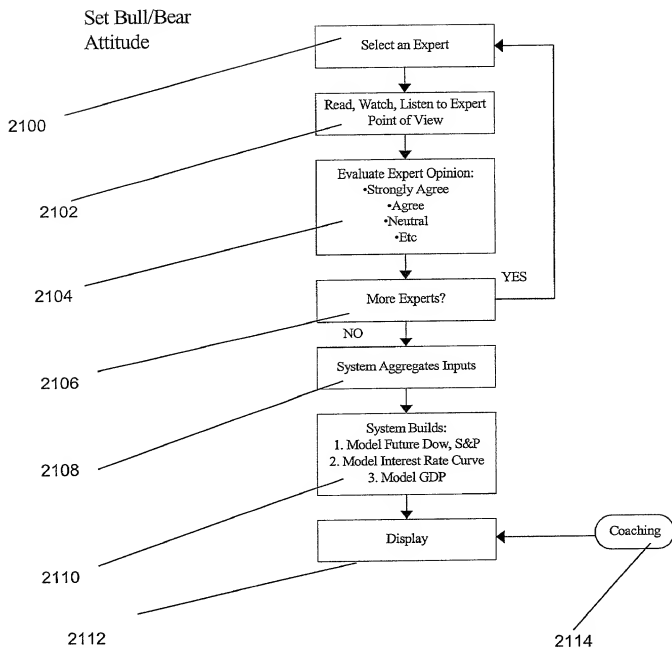 Set Bull/Bear
Attitude
Select an Expert
2100
Read, Watch, Listen to Expert
Point of View
2102
Evaluate Expert Opinion:
•Strongly Agree
•Agree
•Neutral
•Etc
2104
YES
More Experts?
NO
2106
System Aggregates Inputs
2108
System Builds:
1. Model Future Dow, S&P
2. Model Interest Rate Curve
3. Model GDP
2110
Display
Coaching
2112
2114